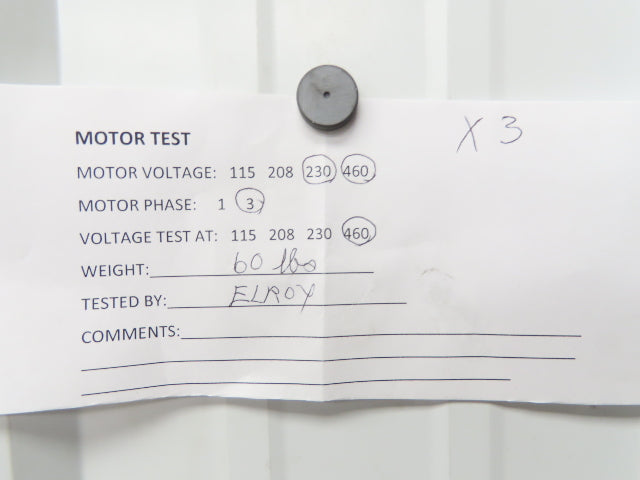 X 3
MOTOR TEST
MOTOR VOLTAGE: 115 208 230 460
MOTOR PHASE: 1 3
VOLTAGE TEST AT: 115 208 230 460
WEIGHT: 60 lbs
TESTED BY: ELROY
COMMENTS: